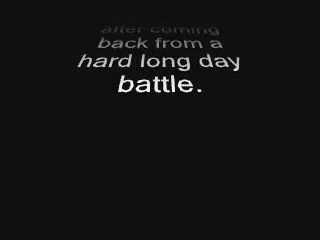 after coming
back from a
hard long day
battle.